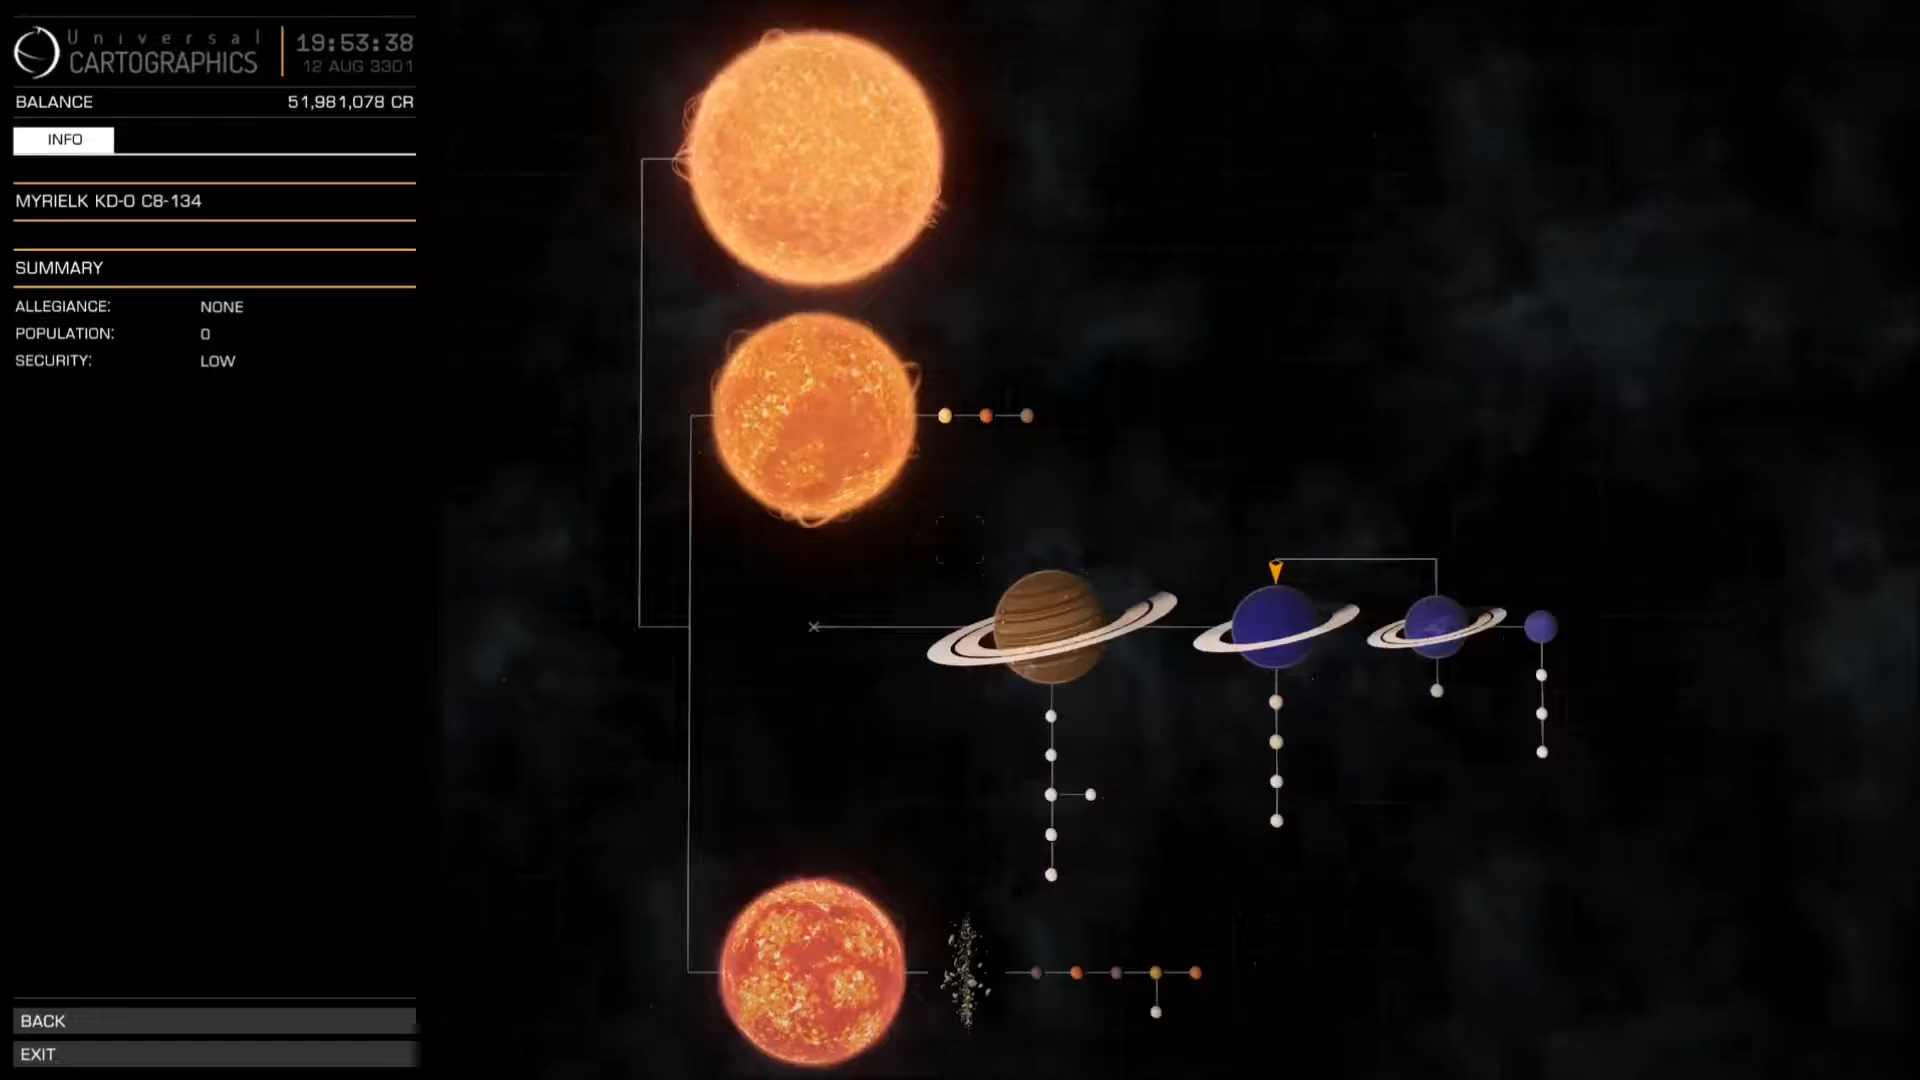 Universal
CARTOGRAPHICS
19:53:38
12 AUG 3301
BALANCE 51,981,078 CR
INFO
MYRIELK KD-O C8-134
SUMMARY
ALLEGIANCE: NONE
POPULATION: 0
SECURITY: LOW
BACK
EXIT